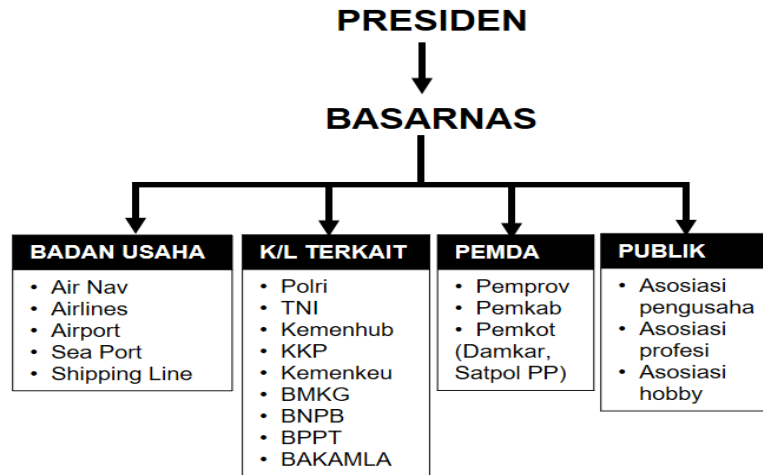 PRESIDEN
BASARNAS
BADAN USAHA
• Air Nav
• Airlines
• Airport
• Sea Port
• Shipping Line
K/L TERKAIT
• Polri
• TNI
• Kemenhub
• KKP
• Kemenkeu
• BMKG
• BNPB
• BPPT
• BAKAMLA
PEMDA
• Pemprov
• Pemkab
• Pemkot
(Damkar,
Satpol PP)
PUBLIK
• Asosiasi
pengusaha
• Asosiasi
profesi
• Asosiasi
hobby